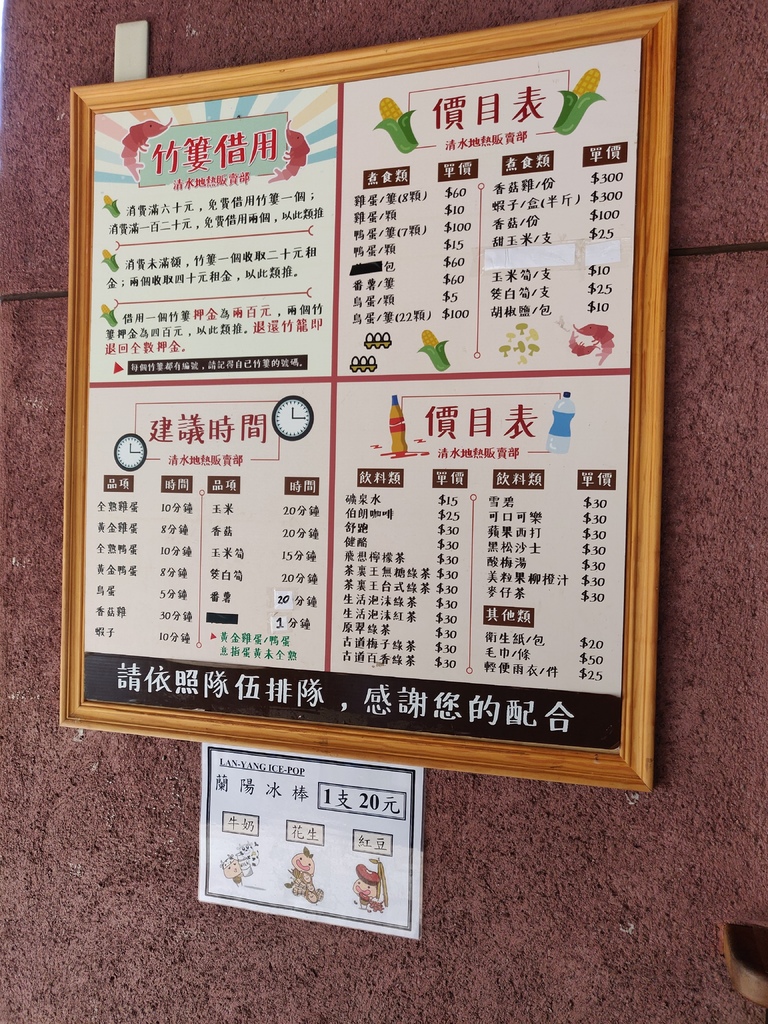 竹簍借用
清水地熱販賣部
消費滿六十元，免費借用竹簍一個；
消費滿一百二十元，免費借用兩個，以此類推
消費未滿額，竹簍一個收取二十元租
金；兩個收取四十元租金，以此類推。
借用一個竹簍押金為兩百元，兩個竹
簍押金為四百元，以此類推。退還竹籠即
退回全數押金。
每個竹簍都有編號，請記得自己竹簍的號碼。
價目表
清水地熱販賣部
煮食類 單價
雞蛋/簍(8顆) $60
雞蛋/顆 $10
鴨蛋/簍(7顆) $100
鴨蛋/顆 $15
包 $60
番薯/簍 $60
鳥蛋/顆 $5
鳥蛋/簍(22顆) $100
煮食類 單價
香菇雞/份 $300
蝦子/盒(半斤) $300
香菇/份 $100
甜玉米/支 $25
玉米筍/支 $10
筊白筍/支 $25
胡椒鹽/包 $10
建議時間
清水地熱販賣部
品項 時間
全熟雞蛋 10分鐘
黃金雞蛋 8分鐘
全熟鴨蛋 10分鐘
黃金鴨蛋 8分鐘
鳥蛋 5分鐘
香菇雞 30分鐘
蝦子 10分鐘
品項 時間
玉米 20分鐘
香菇 20分鐘
玉米筍 15分鐘
筊白筍 20分鐘
番薯 20分鐘
1分鐘
黃金雞蛋/鴨蛋
意指蛋黃未全熟
價目表
清水地熱販賣部
飲料類 單價
礦泉水 $15
伯朗咖啡 $25
舒跑 $30
健酪 $30
飛想檸檬茶 $30
茶裏王無糖綠茶 $30
茶裏王台式綠茶 $30
生活泡沫綠茶 $30
生活泡沫紅茶 $30
原翠綠茶 $30
古道梅子綠茶 $30
古道百香綠茶 $30
飲料類 單價
雪碧 $30
可口可樂 $30
蘋果西打 $30
黑松沙士 $30
酸梅湯 $30
美粒果柳橙汁 $30
麥仔茶 $30
其他類
衛生紙/包 $20
毛巾/條 $50
輕便雨衣/件 $25
請依照隊伍排隊，感謝您的配合
LAN-YANG ICE-POP
蘭陽冰棒 1支20元
牛奶 花生 紅豆